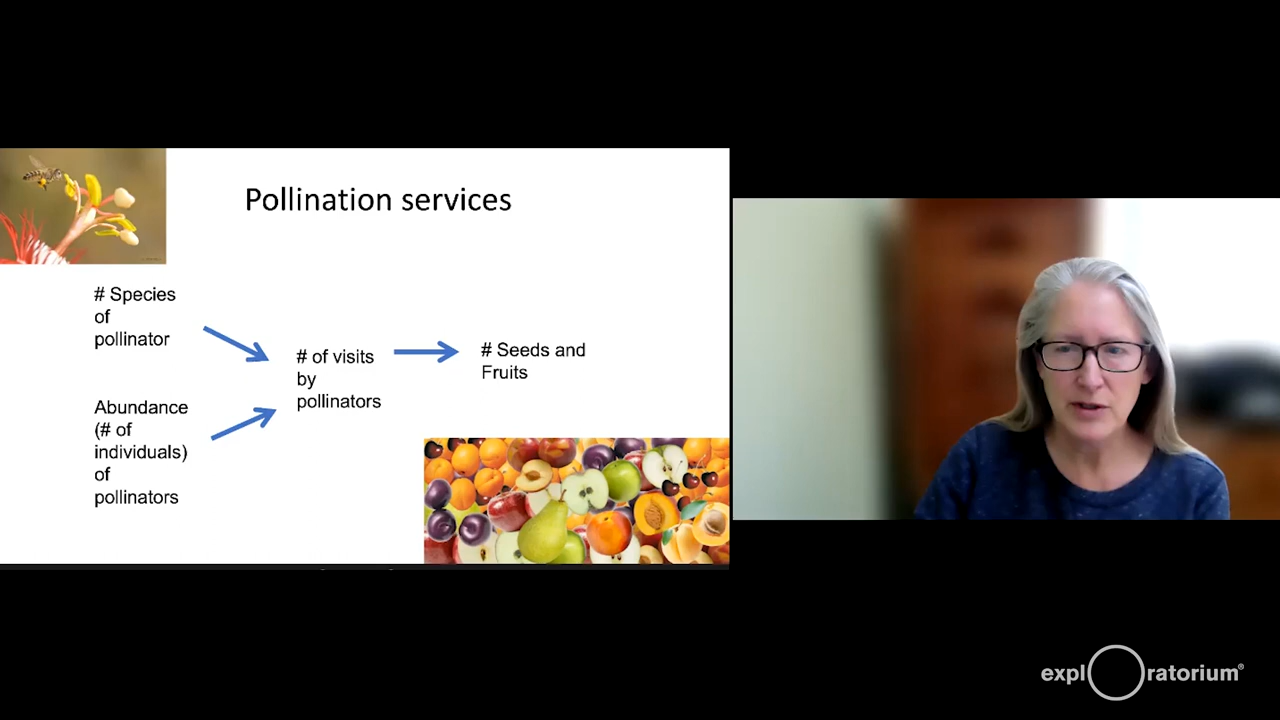 Pollination services
# Species
of
pollinator
Abundance
(# of
individuals)
of
pollinators
# of visits
by
pollinators
# Seeds and
Fruits
expl ratorium®